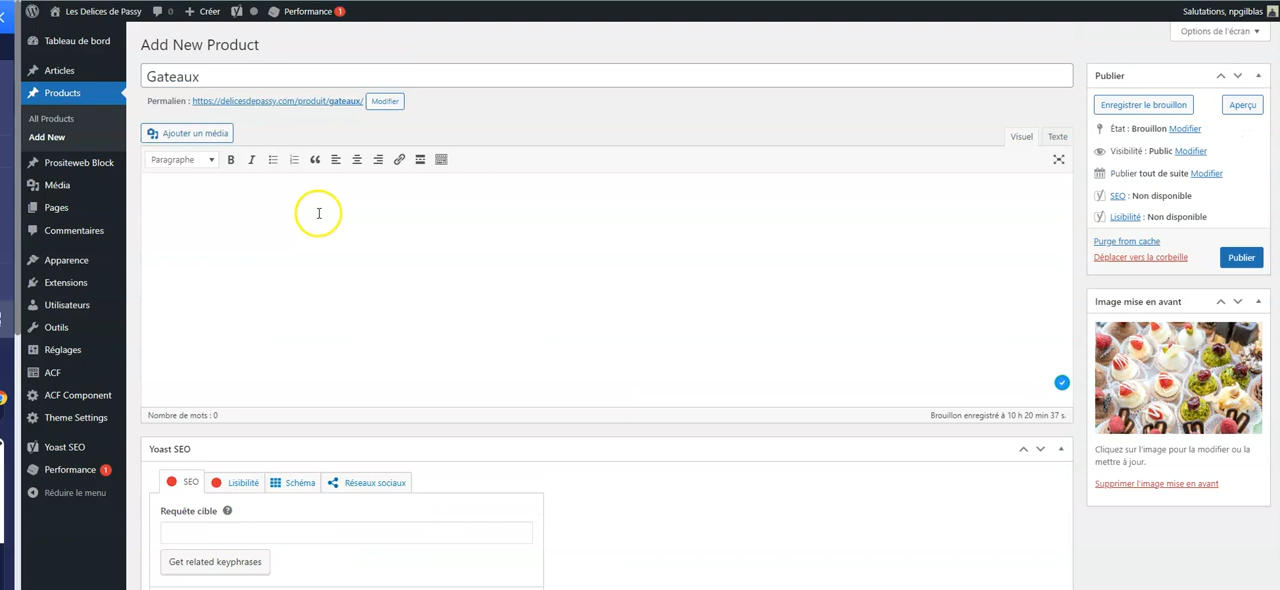 Les Delices de Passy
0
Créer
Performance 1
Salutations, npgilblas
Options de l'écran
Tableau de bord
Articles
Products
All Products
Add New
Prositeweb Block
Média
Pages
Commentaires
Apparence
Extensions
Utilisateurs
Outils
Réglages
ACF
ACF Component
Theme Settings
Yoast SEO
Performance 1
Réduire le menu
Add New Product
Gateaux
Permalien : https://delicesdepassy.com/produit/gateaux/ Modifier
Ajouter un média
Visuel Texte
Paragraphe
B I
Nombre de mots : 0
Brouillon enregistré à 10 h 20 min 37 s.
Yoast SEO
SEO Lisibilité Schéma Réseaux sociaux
Requête cible
Get related keyphrases
Publier
Enregistrer le brouillon Aperçu
État : Brouillon Modifier
Visibilité : Public Modifier
Publier tout de suite Modifier
SEO : Non disponible
Lisibilité : Non disponible
Purge from cache
Déplacer vers la corbeille
Publier
Image mise en avant
Cliquez sur l'image pour la modifier ou la
mettre à jour.
Supprimer l'image mise en avant